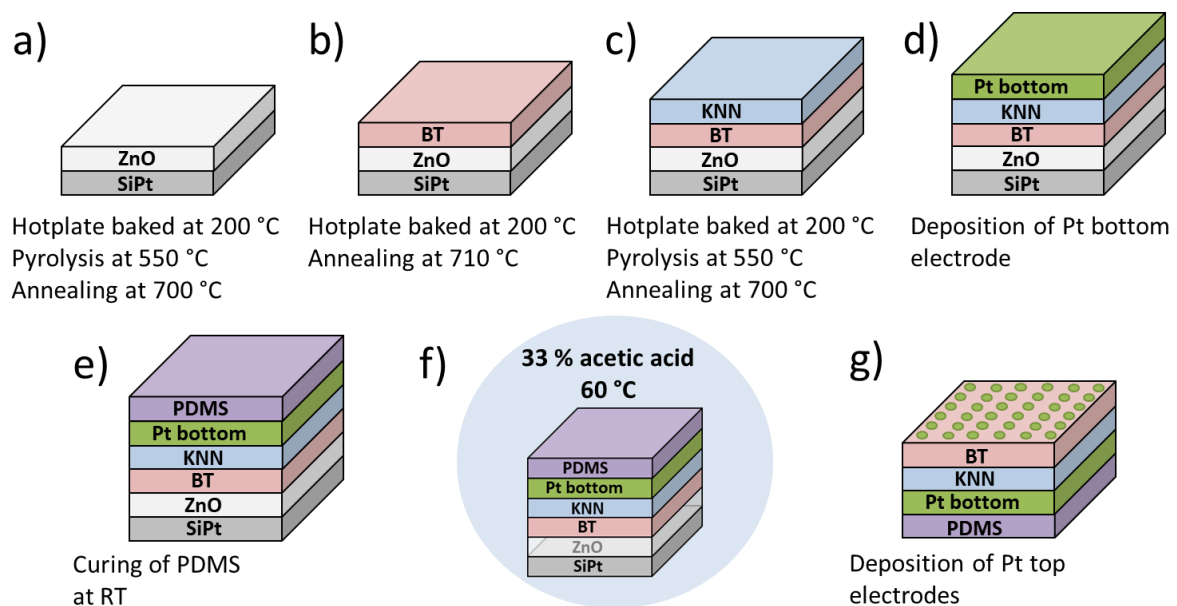 a)
ZnO
SiPt
Hotplate baked at 200 °C
Pyrolysis at 550 °C
Annealing at 700 °C
b)
BT
ZnO
SiPt
Hotplate baked at 200 °C
Annealing at 710 °C
c)
KNN
BT
ZnO
SiPt
Hotplate baked at 200 °C
Pyrolysis at 550 °C
Annealing at 700 °C
d)
Pt bottom
KNN
BT
ZnO
SiPt
Deposition of Pt bottom
electrode
e)
PDMS
Pt bottom
KNN
BT
ZnO
SiPt
Curing of PDMS
at RT
f)
33 % acetic acid
60 °C
PDMS
Pt bottom
KNN
BT
ZnO
SiPt
g)
BT
KNN
Pt bottom
PDMS
Deposition of Pt top
electrodes